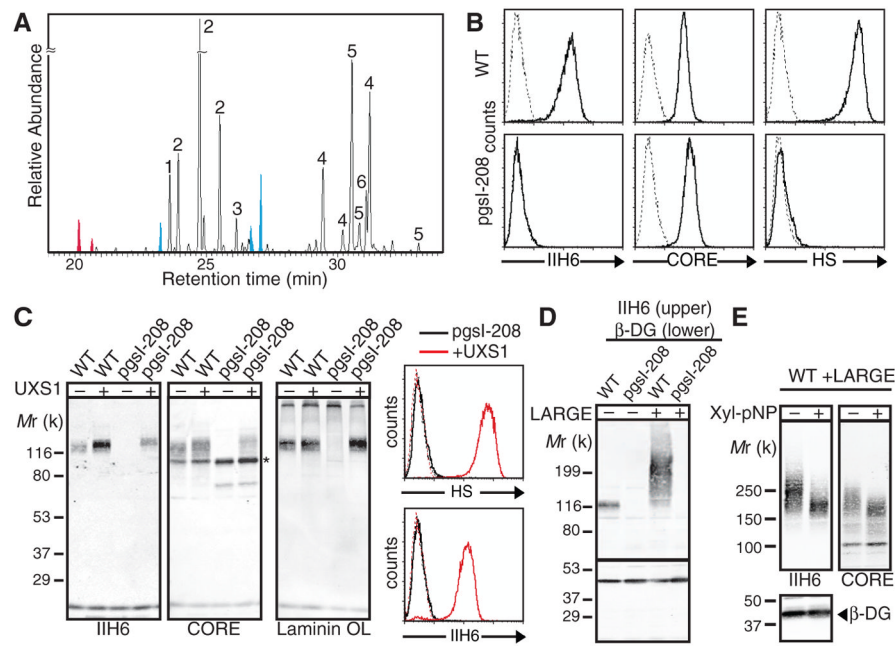 A
Relative Abundance
1
2
2
2
3
4
4
5
5
6
4
5
20
25
30
Retention time (min)
B
WT
pgsI-208
counts
IIH6
CORE
HS
C
WT
WT
pgsI-208
pgsI-208
WT
WT
pgsI-208
pgsI-208
WT
WT
pgsI-208
pgsI-208
UXS1
− + − +
− + − +
− + − +
Mr (k)
116
80
53
37
29
*
IIH6
CORE
Laminin OL
pgsI-208
+UXS1
counts
HS
counts
IIH6
D
IIH6 (upper)
β-DG (lower)
WT
pgsI-208
WT
pgsI-208
LARGE
− − + +
Mr (k)
199
116
80
53
37
29
E
WT +LARGE
Xyl-pNP
− +
− +
Mr (k)
250
150
100
IIH6
CORE
50
37
β-DG